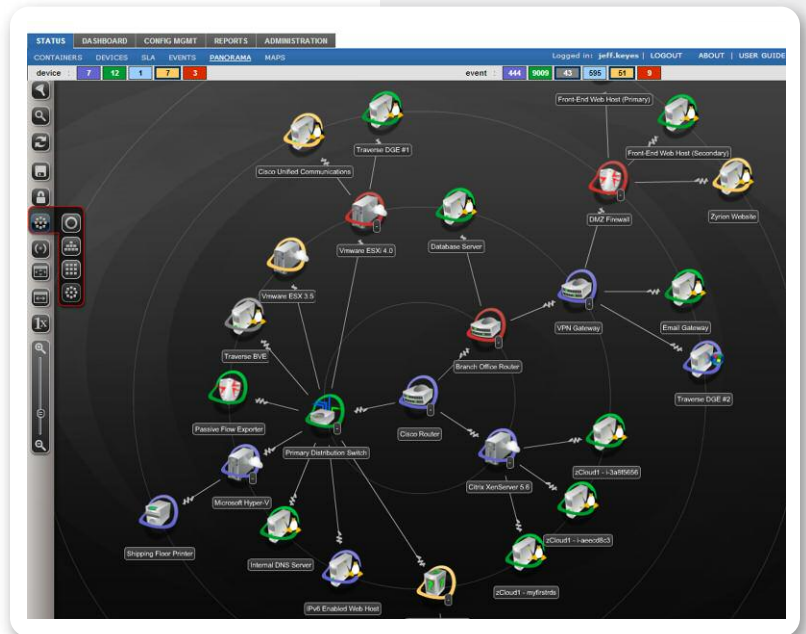 STATUS DASHBOARD CONFIG MGMT REPORTS ADMINISTRATION
CONTAINERS DEVICES SLA EVENTS PANORAMA MAPS Logged in: jeff.keyes | LOGOUT ABOUT | USER GUIDE
device : 7 12 1 7 3 event : 444 9009 43 595 51 9
Front-End Web Host (Primary)
Traverse DGE #1
Front-End Web Host (Secondary)
Cisco Unified Communications
Zyrion Website
DMZ Firewall
Vmware ESXi 4.0
Database Server
Vmware ESX 3.5
VPN Gateway
Email Gateway
Traverse BVE
Branch Office Router
Traverse DGE #2
Passive Flow Exporter
Cisco Router
Primary Distribution Switch
zCloud1 - i-3a8f5656
Citrix XenServer 5.6
Microsoft Hyper-V
zCloud1 - i-aeecd8c3
Shipping Floor Printer
Internal DNS Server
zCloud1 - myfirstrds
IPv6 Enabled Web Host
1x